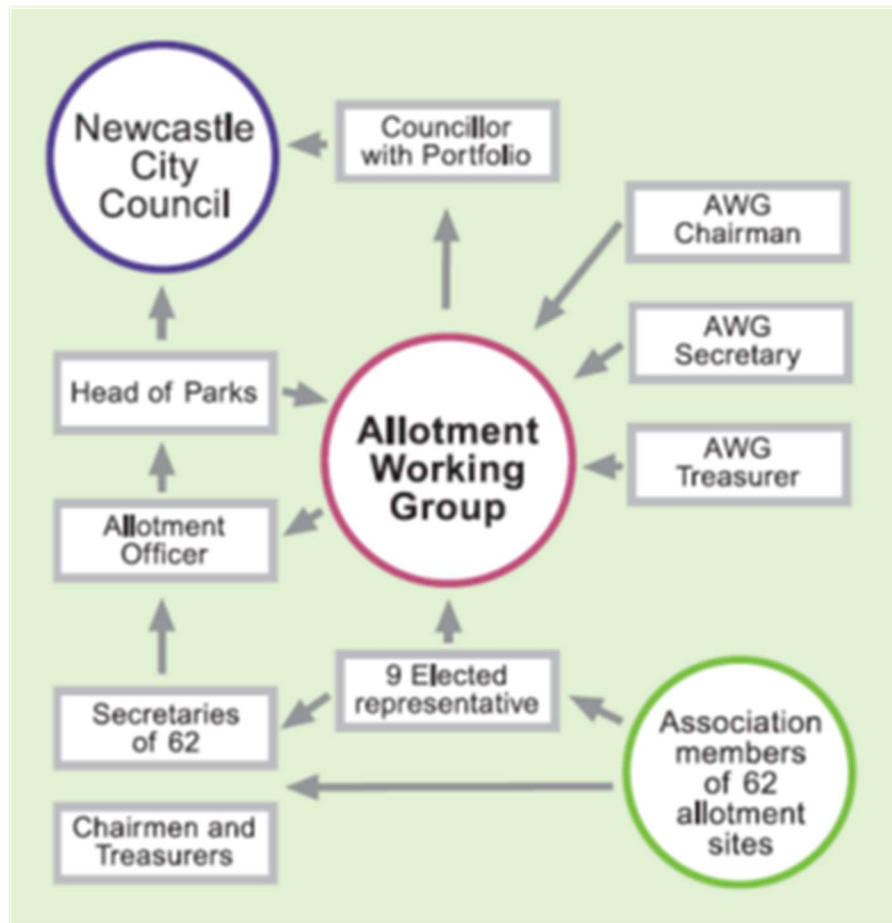 Newcastle
City
Council
Councillor
with Portfolio
AWG
Chairman
AWG
Secretary
AWG
Treasurer
Head of Parks
Allotment
Working
Group
Allotment
Officer
9 Elected
representative
Secretaries
of 62
Association
members
of 62
allotment
sites
Chairmen and
Treasurers